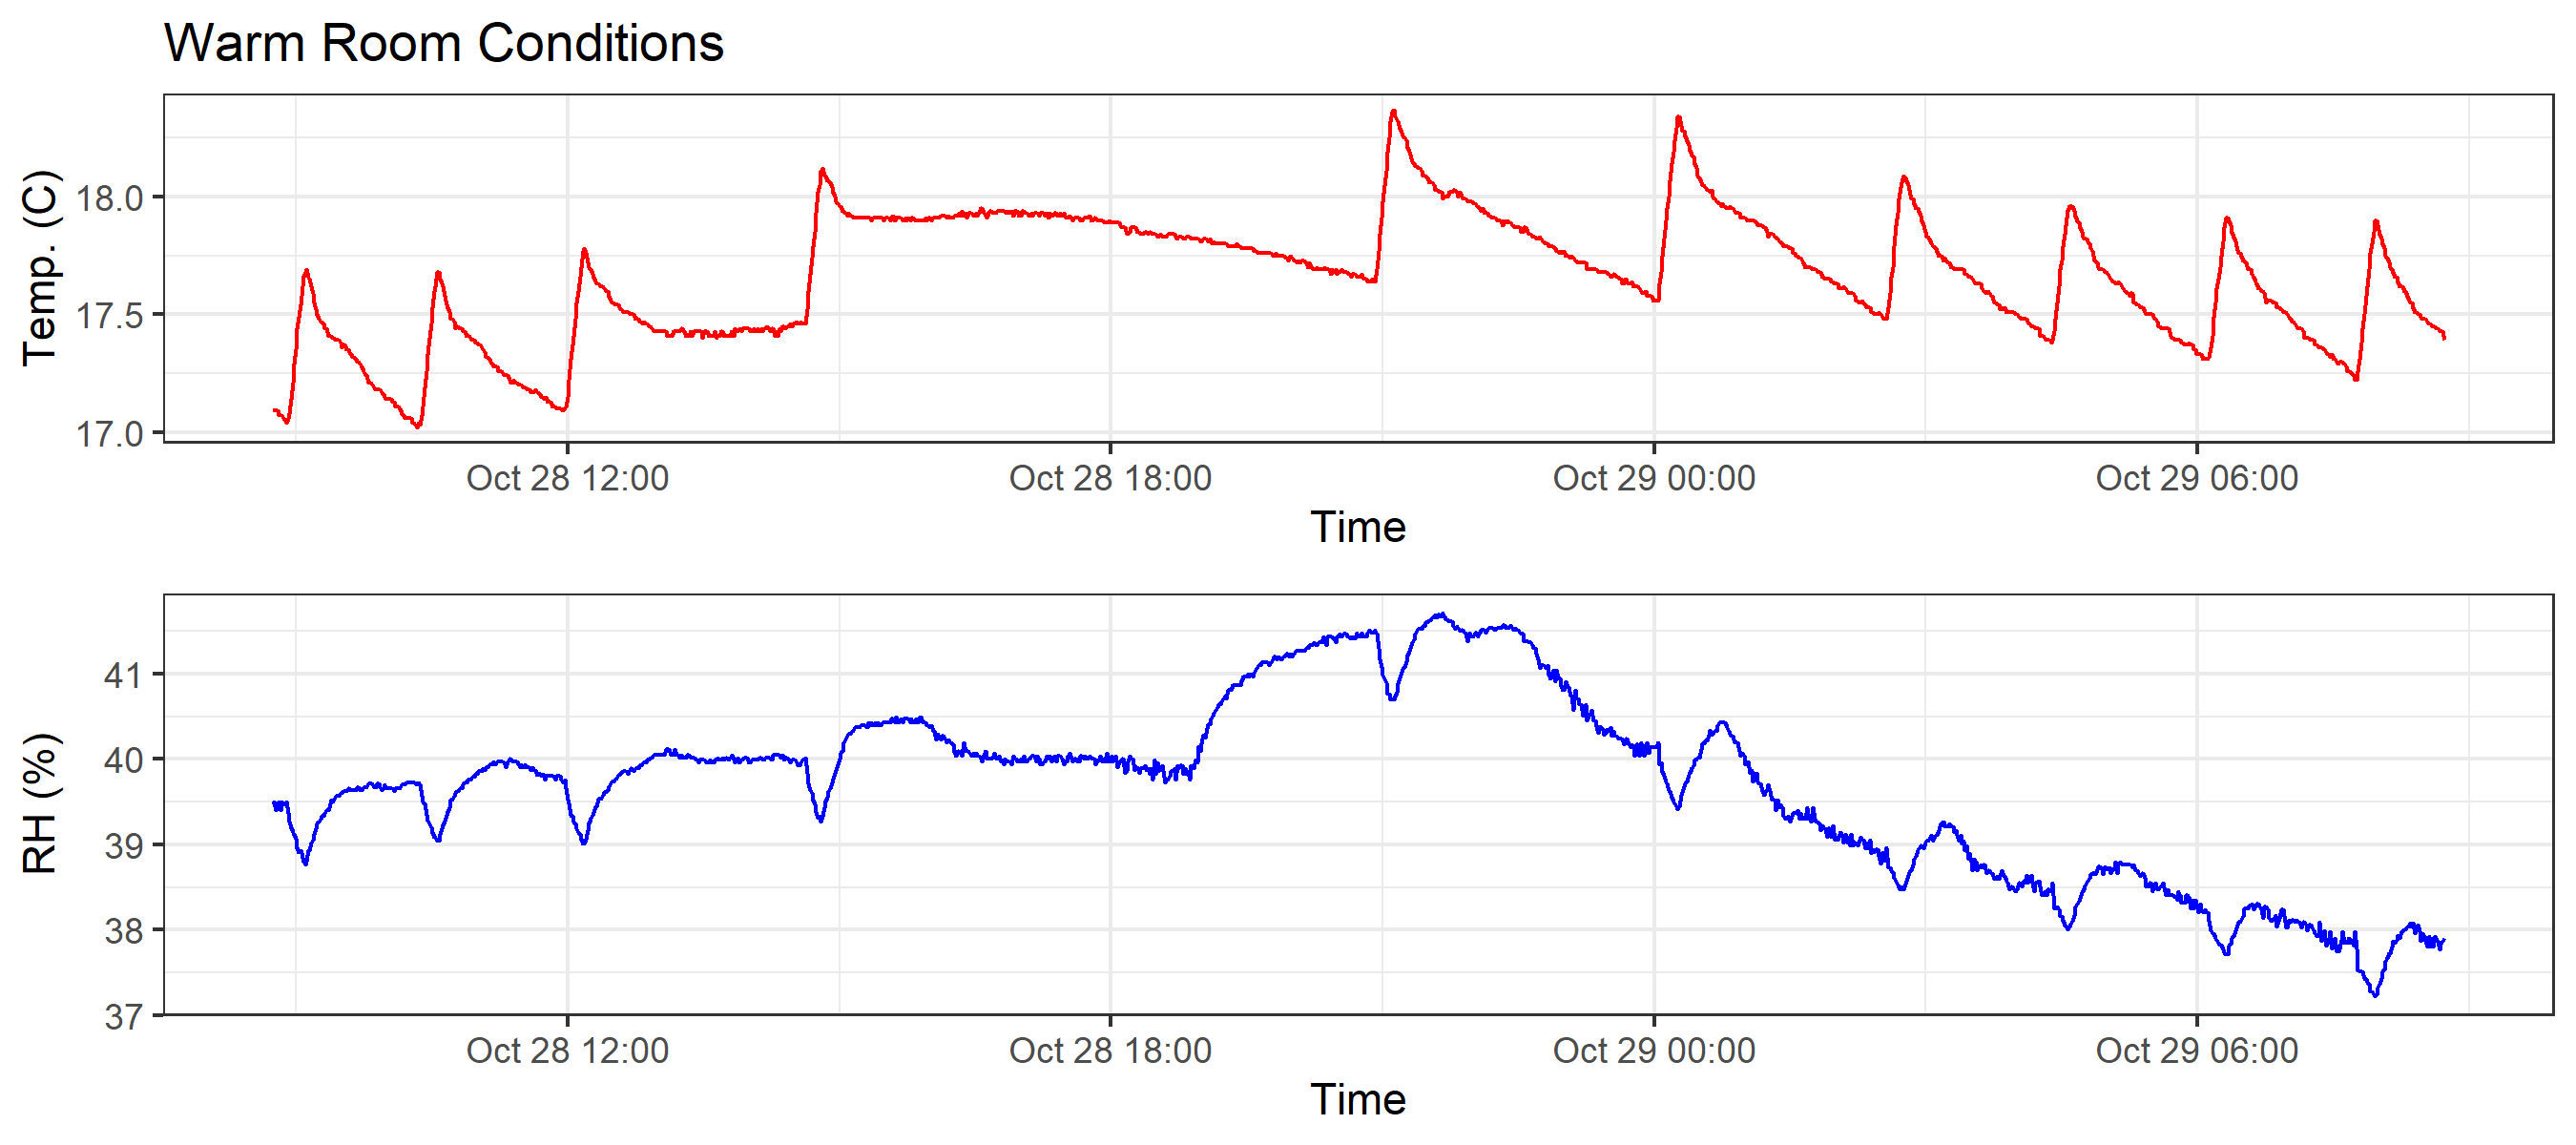 Warm Room Conditions
Temp. (C)
18.0
17.5
17.0
Oct 28 12:00 Oct 28 18:00 Oct 29 00:00 Oct 29 06:00
Time
RH (%)
41
40
39
38
37
Oct 28 12:00 Oct 28 18:00 Oct 29 00:00 Oct 29 06:00
Time